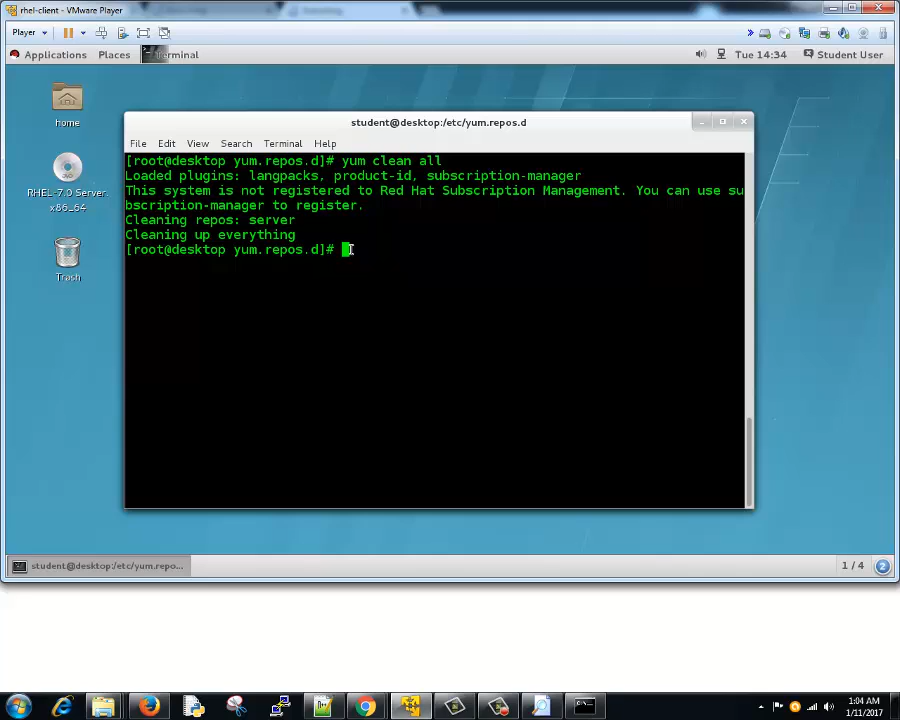 rhel-client - VMware Player
Player
Applications Places Terminal Tue 14:34 Student User
home
RHEL-7.0 Server.
x86_64
Trash
student@desktop:/etc/yum.repos.d
File Edit View Search Terminal Help
[root@desktop yum.repos.d]# yum clean all
Loaded plugins: langpacks, product-id, subscription-manager
This system is not registered to Red Hat Subscription Management. You can use su
bscription-manager to register.
Cleaning repos: server
Cleaning up everything
[root@desktop yum.repos.d]#
student@desktop:/etc/yum.repo... 1 / 4 2
1:04 AM
1/11/2017